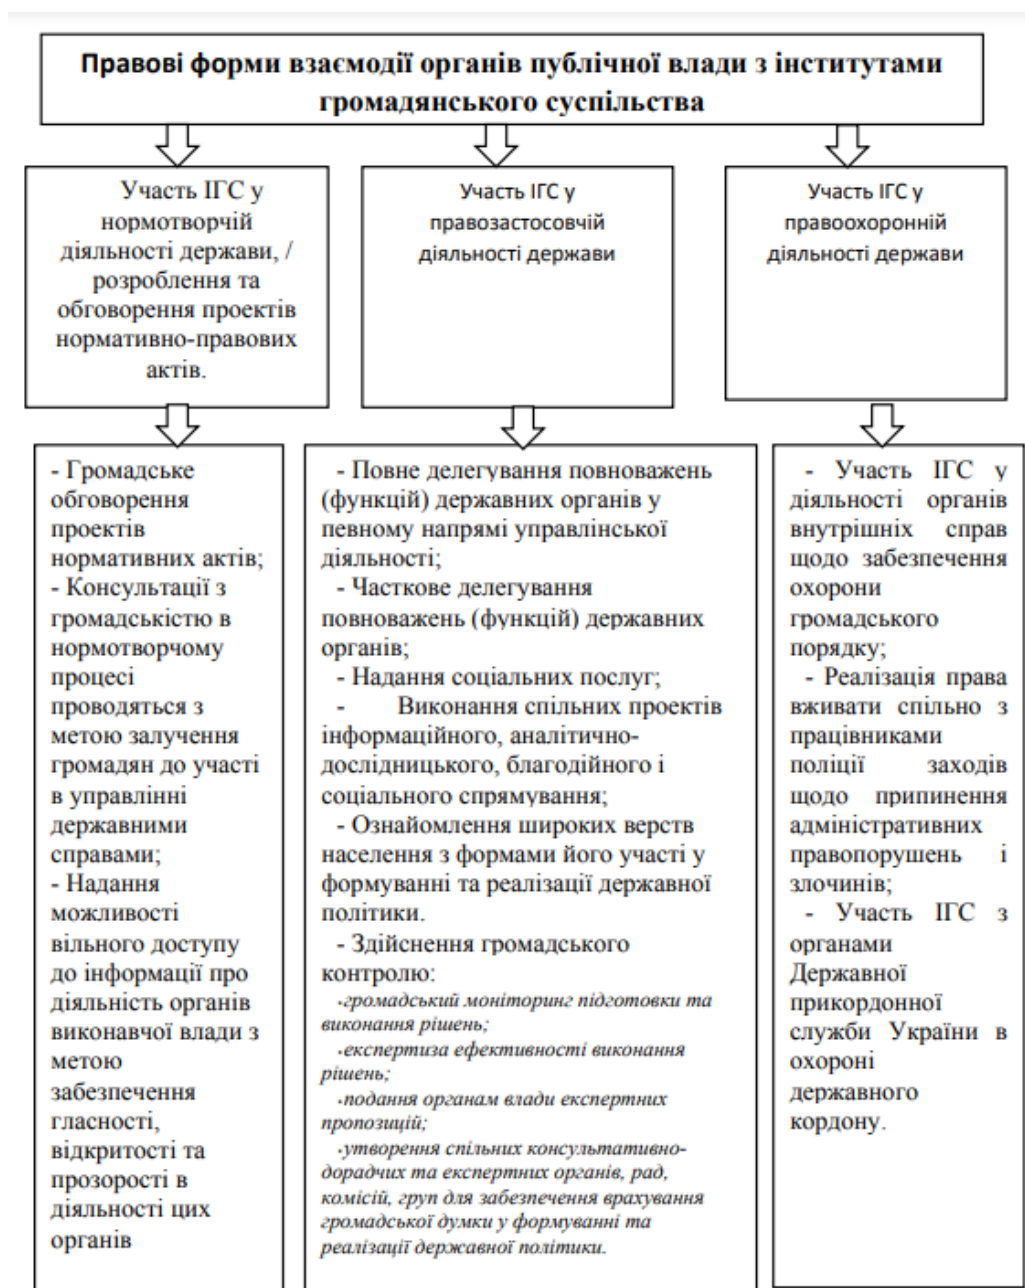 Правові форми взаємодії органів публічної влади з інститутами
громадянського суспільства
Участь ІГС у
нормотворчій
діяльності держави, /
розроблення та
обговорення проектів
нормативно-правових
актів.
Участь ІГС у
правозастосовчій
діяльності держави
Участь ІГС у
правоохоронній
діяльності держави
- Громадське
обговорення
проектів
нормативних актів;
- Консультації з
громадськістю в
нормотворчому
процесі
проводяться з
метою залучення
громадян до участі
в управлінні
державними
справами;
- Надання
можливості
вільного доступу
до інформації про
діяльність органів
виконавчої влади з
метою
забезпечення
гласності,
відкритості та
прозорості в
діяльності цих
органів
- Повне делегування повноважень
(функцій) державних органів у
певному напрямі управлінської
діяльності;
- Часткове делегування
повноважень (функцій) державних
органів;
- Надання соціальних послуг;
- Виконання спільних проектів
інформаційного, аналітично-
дослідницького, благодійного і
соціального спрямування;
- Ознайомлення широких верств
населення з формами його участі у
формуванні та реалізації державної
політики.
- Здійснення громадського
контролю:
·громадський моніторинг підготовки та
виконання рішень;
·експертиза ефективності виконання
рішень;
·подання органам влади експертних
пропозицій;
·утворення спільних консультативно-
дорадчих та експертних органів, рад,
комісій, груп для забезпечення врахування
громадської думки у формуванні та
реалізації державної політики.
- Участь ІГС у
діяльності органів
внутрішніх справ
щодо забезпечення
охорони
громадського
порядку;
- Реалізація права
вживати спільно з
працівниками
поліції заходів
щодо припинення
адміністративних
правопорушень і
злочинів;
- Участь ІГС з
органами
Державної
прикордонної
служби України в
охороні
державного
кордону.